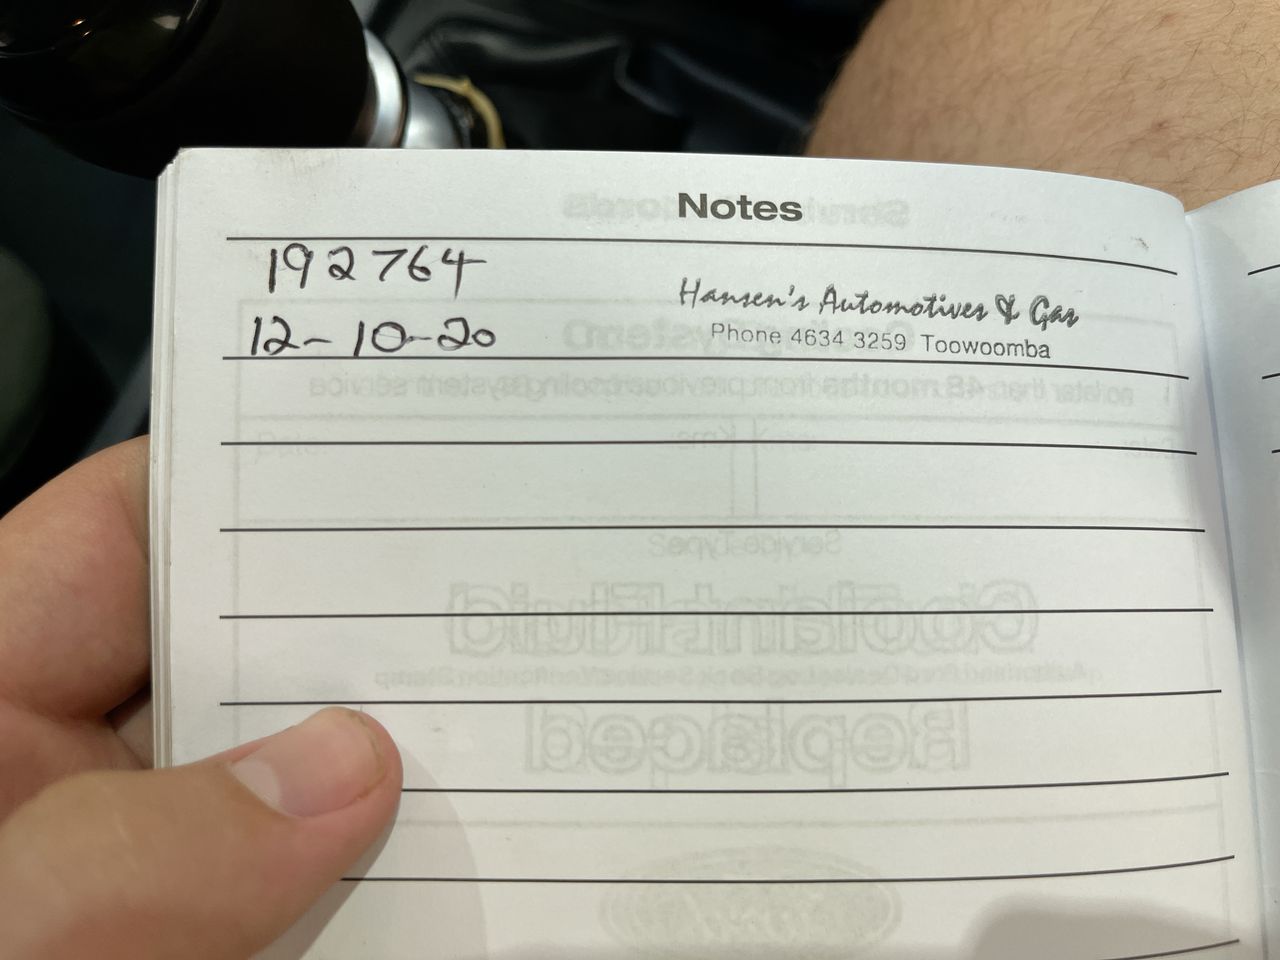 Notes
192764
Hansen's Automotives & Gas
Phone 4634 3259 Toowoomba
12-10-20